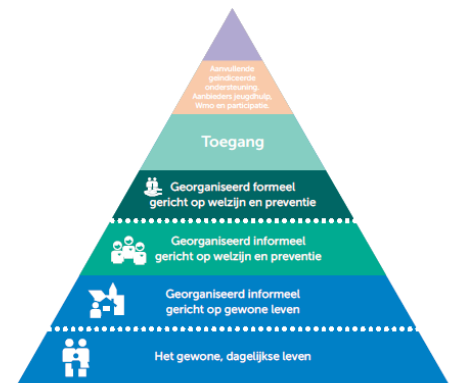 Aanvullende
geïndiceerde
ondersteuning.
Aanbieders jeugdhulp,
Wmo en participatie.
Toegang
Georganiseerd formeel
gericht op welzijn en preventie
Georganiseerd informeel
gericht op welzijn en preventie
Georganiseerd informeel
gericht op gewone leven
Het gewone, dagelijkse leven